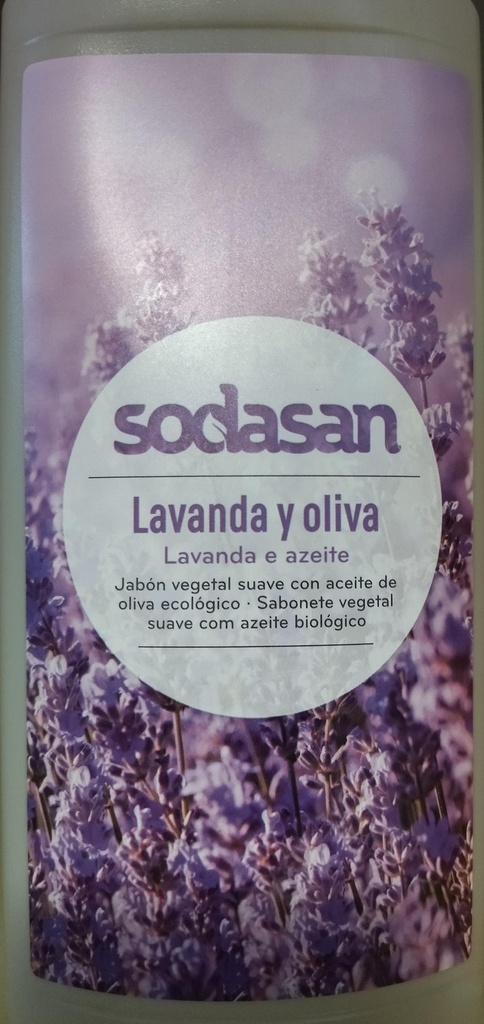 sodasan
Lavanda y oliva
Lavanda e azeite
Jabón vegetal suave con aceite de
oliva ecológico · Sabonete vegetal
suave com azeite biológico